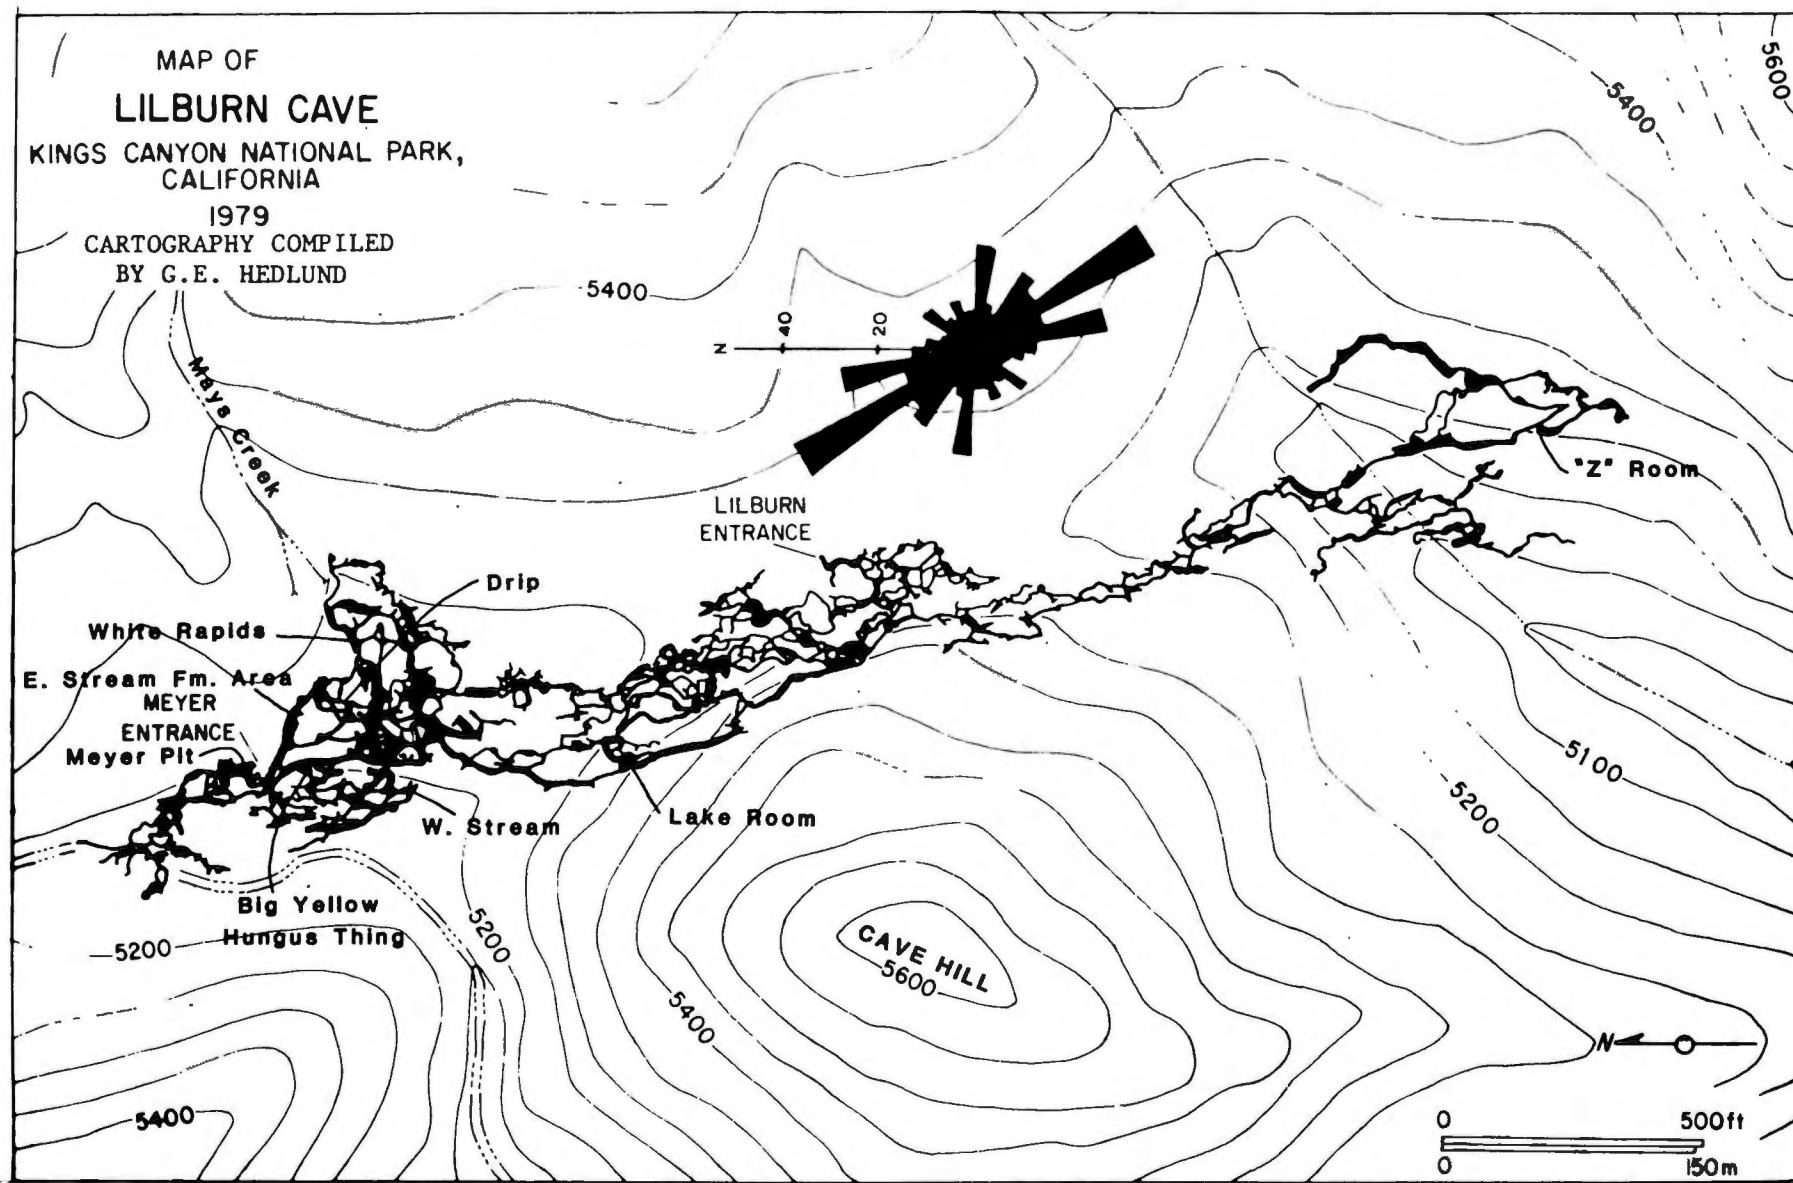 MAP OF
LILBURN CAVE
KINGS CANYON NATIONAL PARK,
CALIFORNIA
1979
CARTOGRAPHY COMPILED
BY G.E. HEDLUND
5600
5400
5400
N
40
20
Mays Creek
"Z" Room
LILBURN
ENTRANCE
Drip
White Rapids
E. Stream Fm. Area
MEYER
ENTRANCE
Meyer Pit
5100
5200
W. Stream
Lake Room
Big Yellow
Hungus Thing
5200
5200
CAVE HILL
5600
5400
N
5400
0 500ft
0 150m